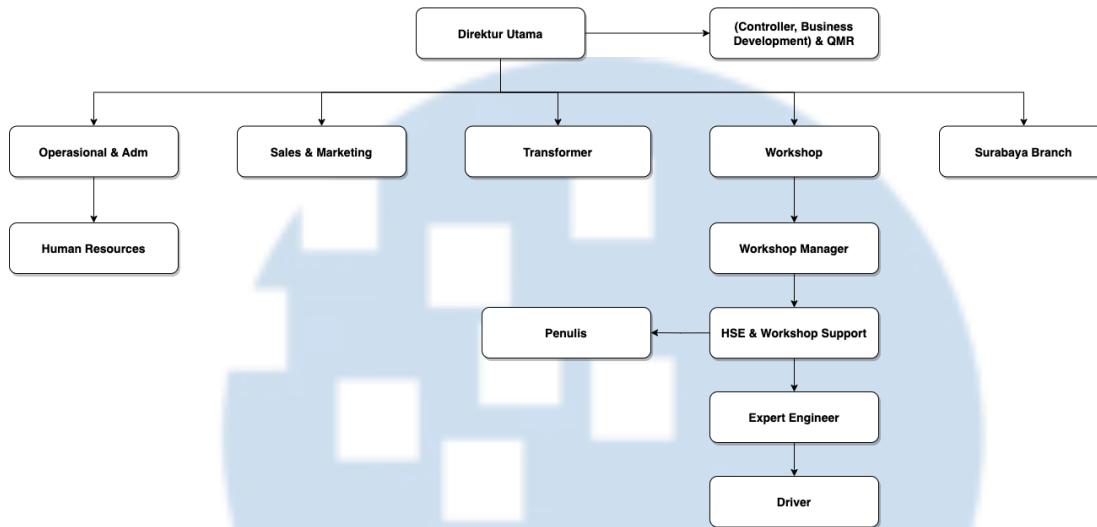 Direktur Utama
(Controller, Business
Development) & QMR
Operasional & Adm
Sales & Marketing
Transformer
Workshop
Surabaya Branch
Human Resources
Workshop Manager
Penulis
HSE & Workshop Support
Expert Engineer
Driver